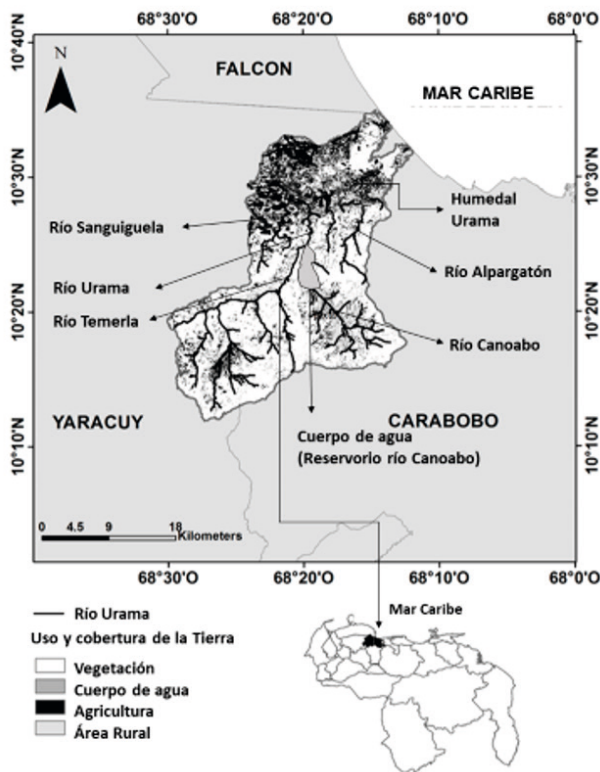 68°30'O 68°20'O 68°10'O 68°0'O
10°40'N
10°40'N
N
FALCON
MAR CARIBE
10°30'N
10°30'N
Humedal
Urama
Río Sanguiguela
Río Alpargatón
Río Urama
10°20'N
10°20'N
Río Temerla
Río Canoabo
YARACUY
CARABOBO
10°10'N
10°10'N
Cuerpo de agua
(Reservorio río Canoabo)
0 4.5 9 18
Kilometers
68°30'O 68°20'O 68°10'O 68°0'O
Río Urama
Mar Caribe
Uso y cobertura de la Tierra
Vegetación
Cuerpo de agua
Agricultura
Área Rural